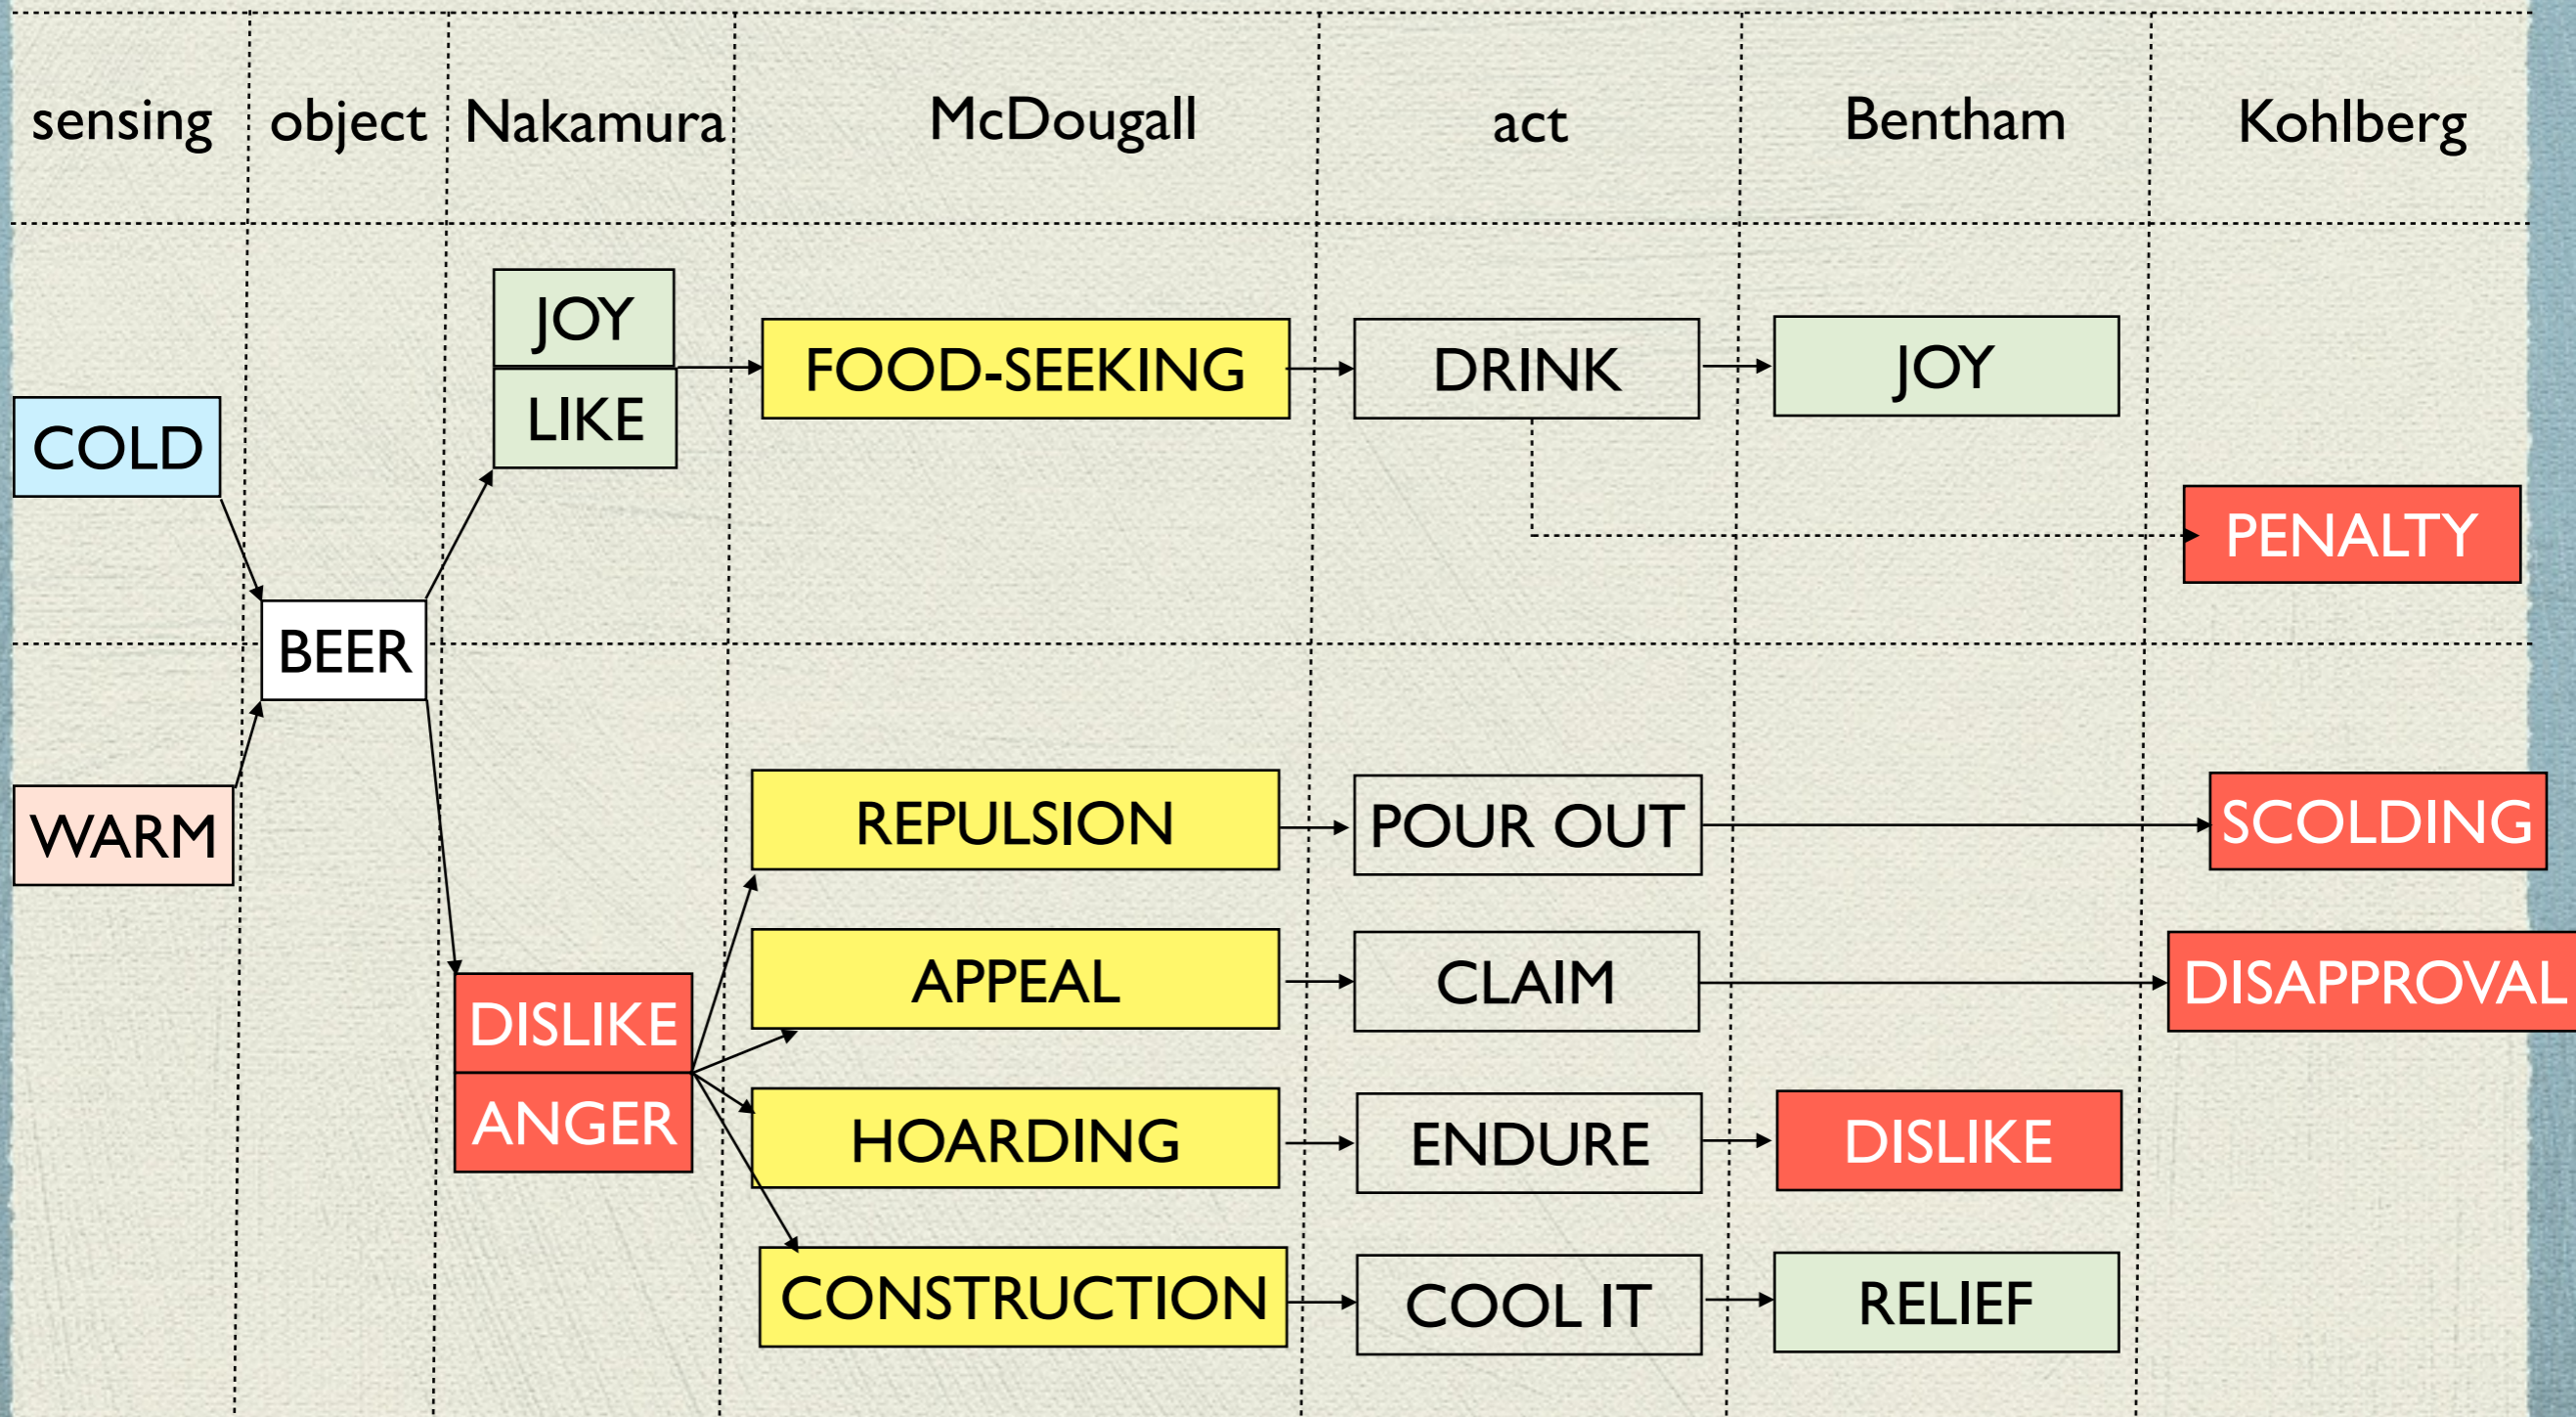 sensing
object
Nakamura
McDougall
act
Bentham
Kohlberg
JOY
LIKE
FOOD-SEEKING
DRINK
JOY
COLD
PENALTY
BEER
WARM
REPULSION
POUR OUT
SCOLDING
APPEAL
CLAIM
DISAPPROVAL
DISLIKE
ANGER
HOARDING
ENDURE
DISLIKE
CONSTRUCTION
COOL IT
RELIEF